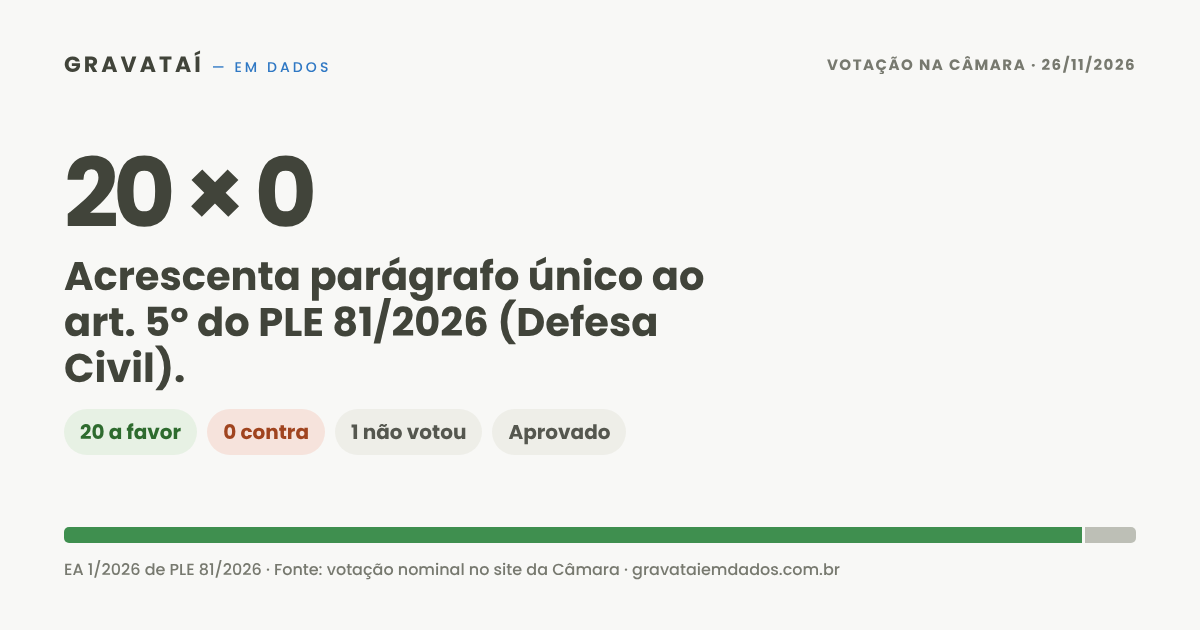 GRAVATAÍ — EM DADOS
VOTAÇÃO NA CÂMARA · 26/11/2026
20 × 0
Acrescenta parágrafo único ao
art. 5º do PLE 81/2026 (Defesa
Civil).
20 a favor
0 contra
1 não votou
Aprovado
EA 1/2026 de PLE 81/2026 · Fonte: votação nominal no site da Câmara · gravataiemdados.com.br